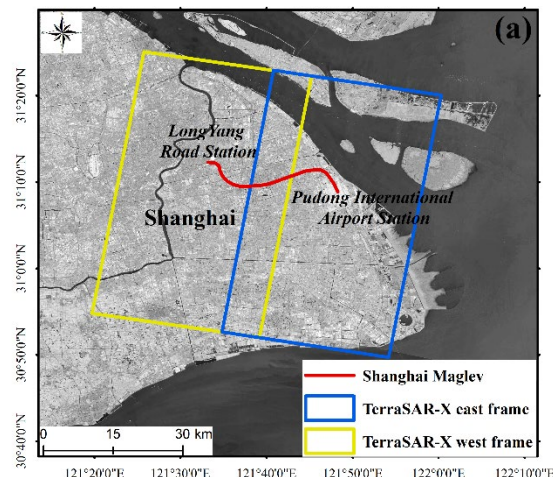 (a)
31°20'0"N
LongYang
Road Station
31°10'0"N
Pudong International
Airport Station
Shanghai
31°0'0"N
30°50'0"N
Shanghai Maglev
TerraSAR-X east frame
TerraSAR-X west frame
30°40'0"N
0 15 30 km
121°20'0"E 121°30'0"E 121°40'0"E 121°50'0"E 122°0'0"E 122°10'0"E